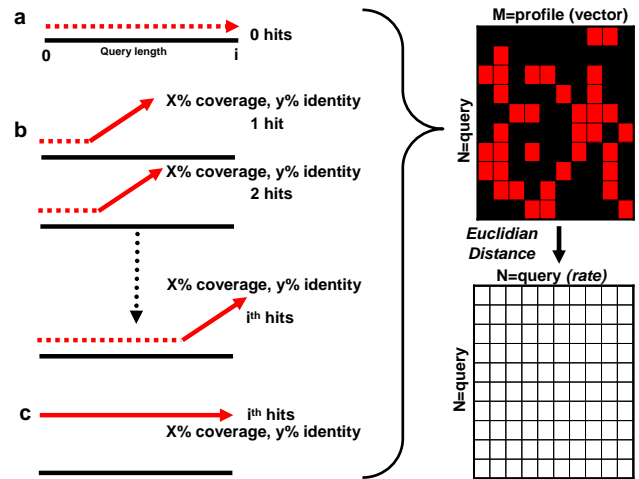 a
0 hits
0
Query length
i
b
X% coverage, y% identity
1 hit
X% coverage, y% identity
2 hits
X% coverage, y% identity
iᵗʰ hits
c
iᵗʰ hits
X% coverage, y% identity
M=profile (vector)
N=query
Euclidian
Distance
N=query (rate)
N=query